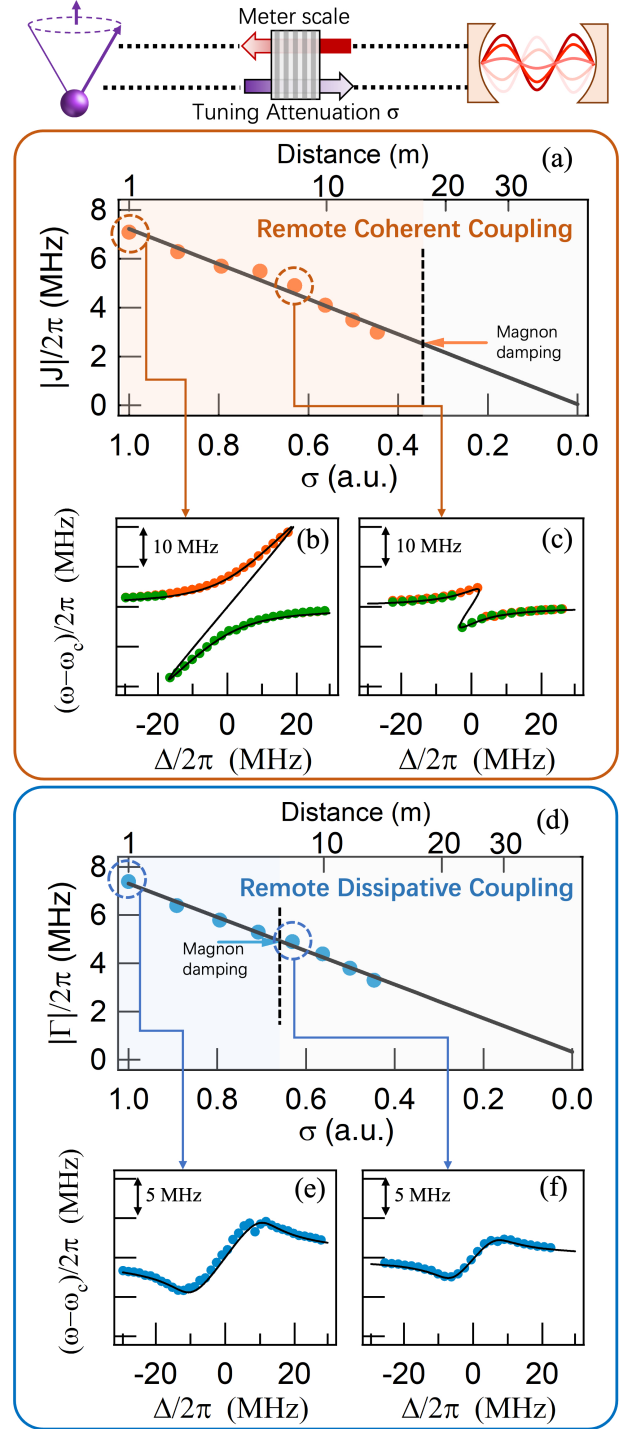 Meter scale
Tuning Attenuation σ
Distance (m)
(a)
1 10 20 30
Remote Coherent Coupling
8
6
4
2
0
|J|/2π (MHz)
Magnon
damping
1.0 0.8 0.6 0.4 0.2 0.0
σ (a.u.)
(b)
10 MHz
(ω−ω_c)/2π (MHz)
-20 0 20
Δ/2π (MHz)
(c)
10 MHz
-20 0 20
Δ/2π (MHz)
Distance (m)
(d)
1 10 20 30
Remote Dissipative Coupling
8
6
4
2
0
|Γ|/2π (MHz)
Magnon
damping
1.0 0.8 0.6 0.4 0.2 0.0
σ (a.u.)
(e)
5 MHz
(ω−ω_c)/2π (MHz)
-20 0 20
Δ/2π (MHz)
(f)
5 MHz
-20 0 20
Δ/2π (MHz)